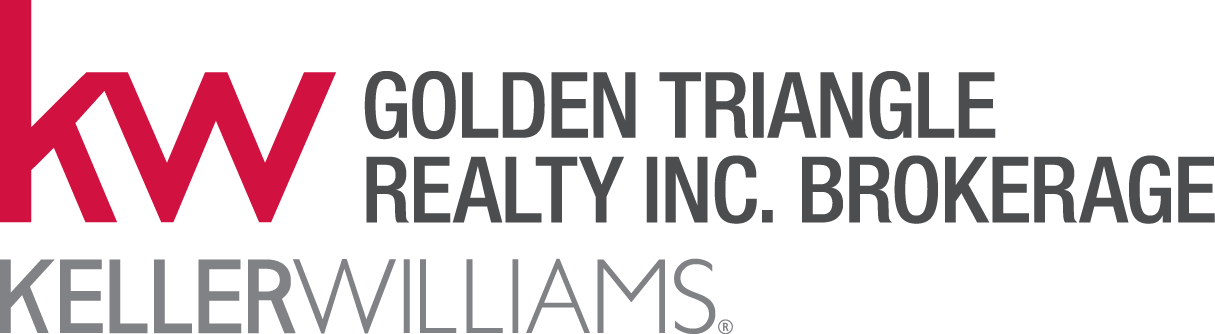 kw
GOLDEN TRIANGLE
REALTY INC. BROKERAGE
KELLERWILLIAMS®